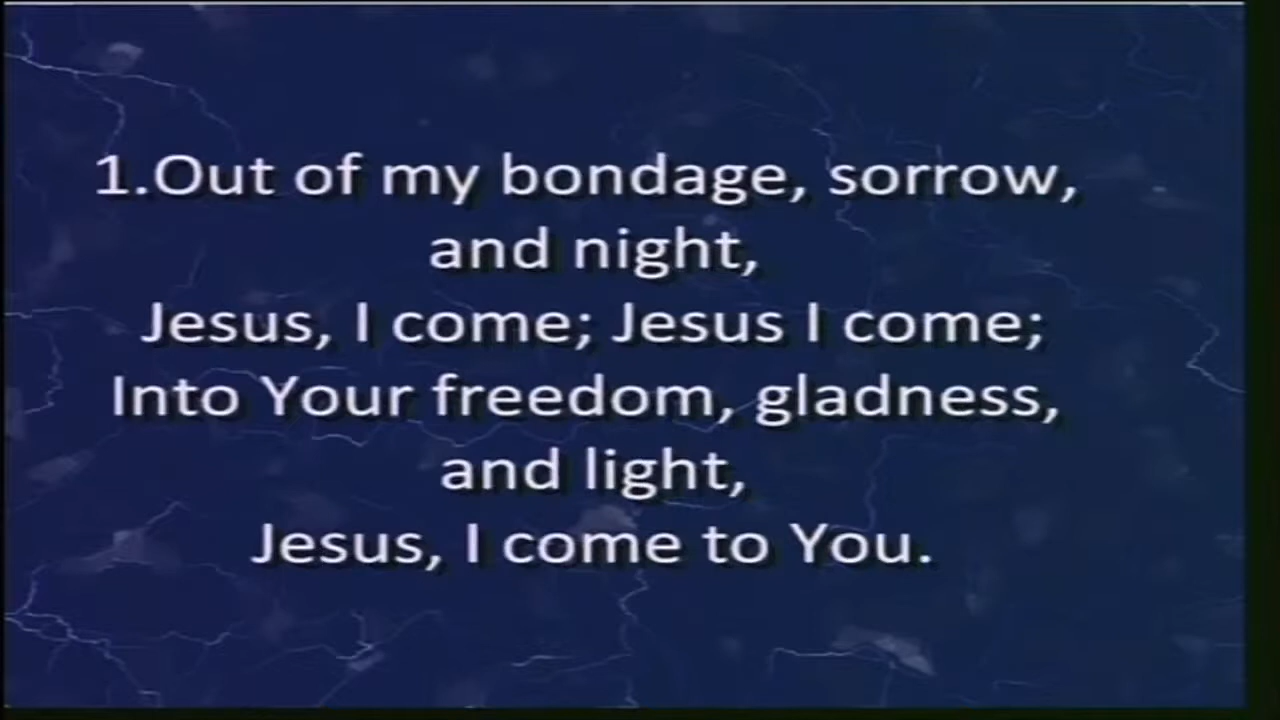 1.Out of my bondage, sorrow,
and night,
Jesus, I come; Jesus I come;
Into Your freedom, gladness,
and light,
Jesus, I come to You.